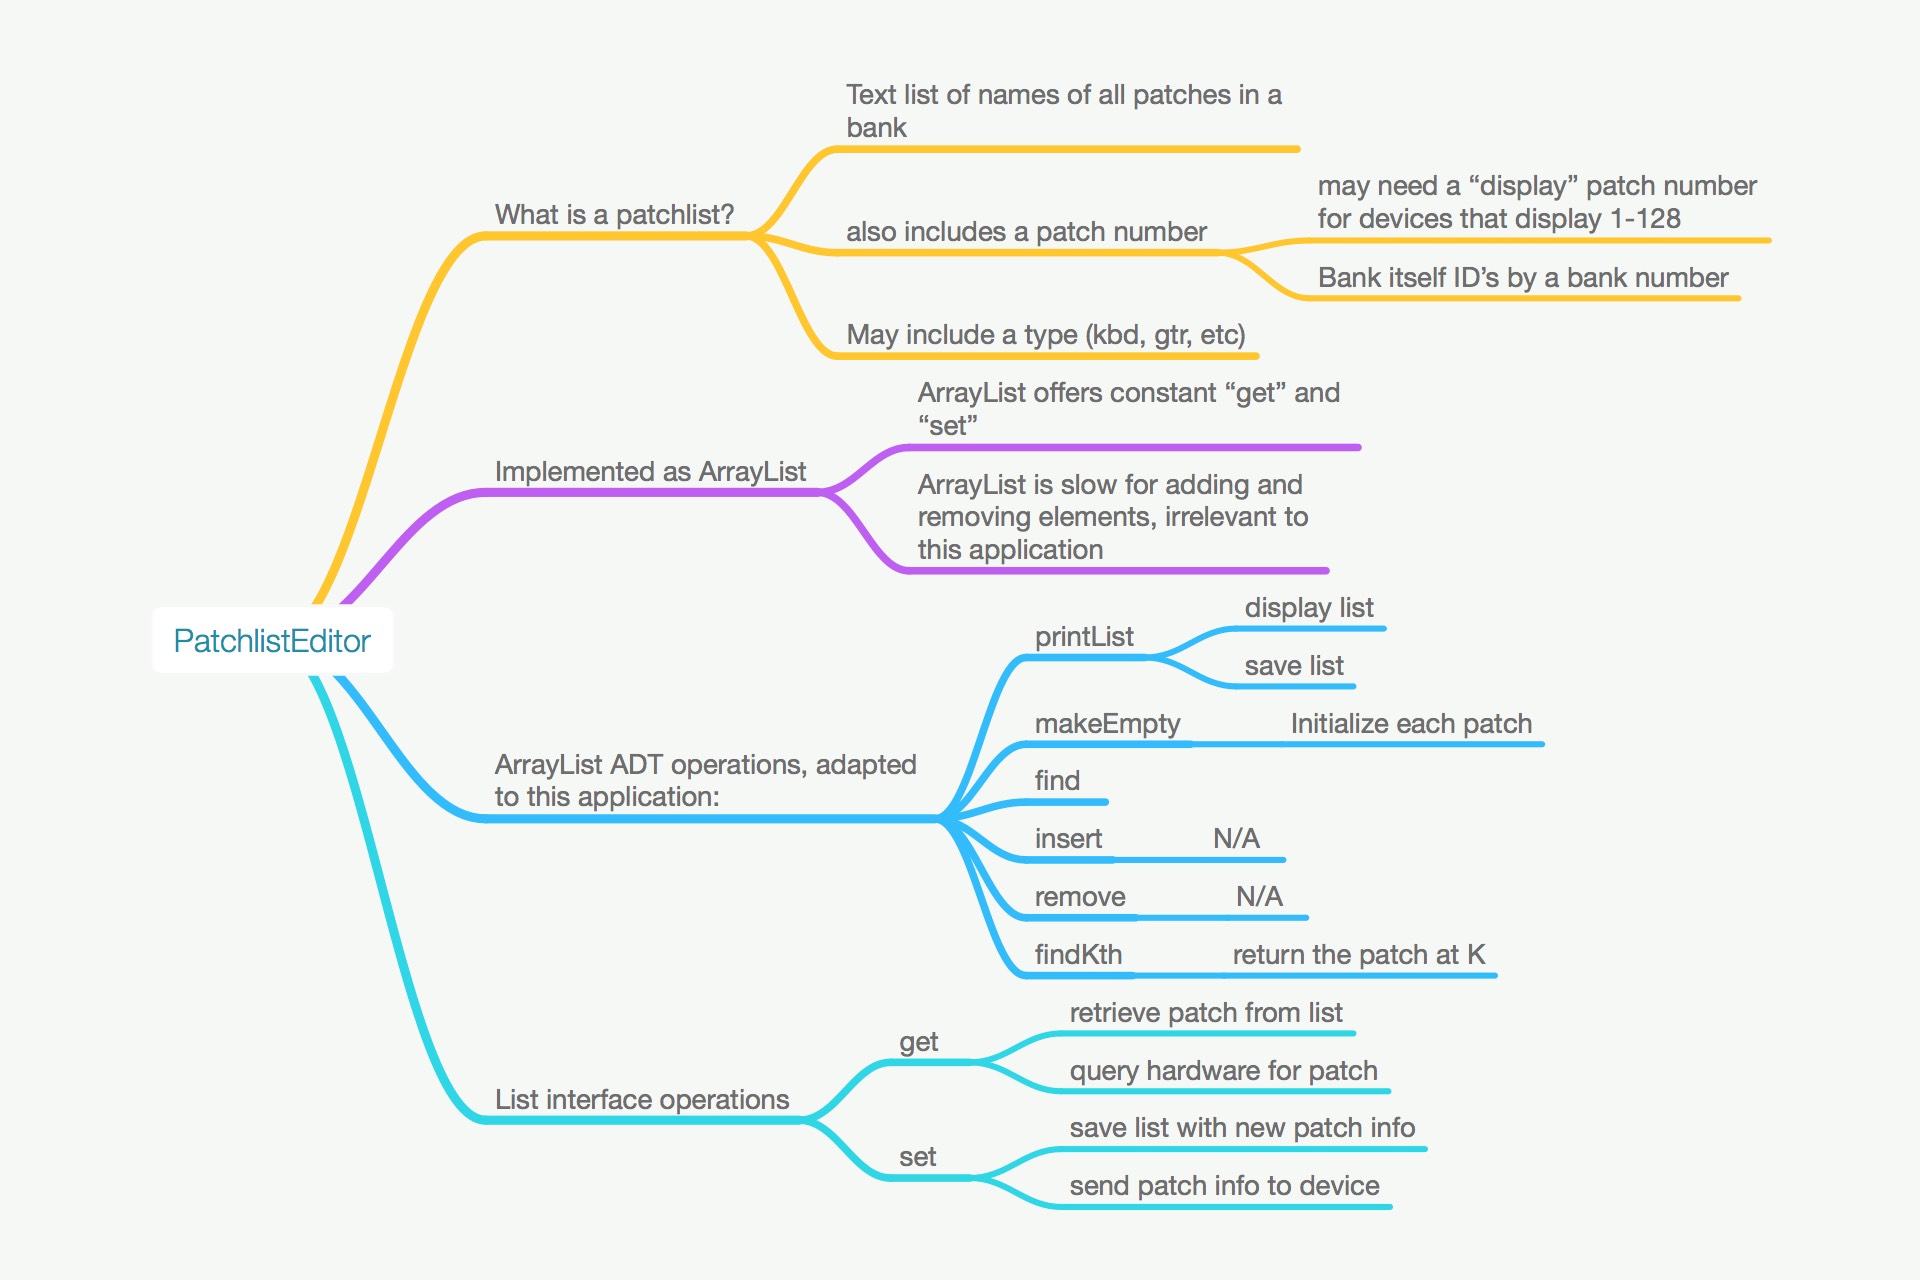 Text list of names of all patches in a
bank
may need a “display” patch number
for devices that display 1-128
What is a patchlist?
also includes a patch number
Bank itself ID’s by a bank number
May include a type (kbd, gtr, etc)
ArrayList offers constant “get” and
“set”
Implemented as ArrayList
ArrayList is slow for adding and
removing elements, irrelevant to
this application
PatchlistEditor
printList
display list
save list
makeEmpty
Initialize each patch
ArrayList ADT operations, adapted
to this application:
find
insert
N/A
remove
N/A
findKth
return the patch at K
get
retrieve patch from list
query hardware for patch
List interface operations
set
save list with new patch info
send patch info to device